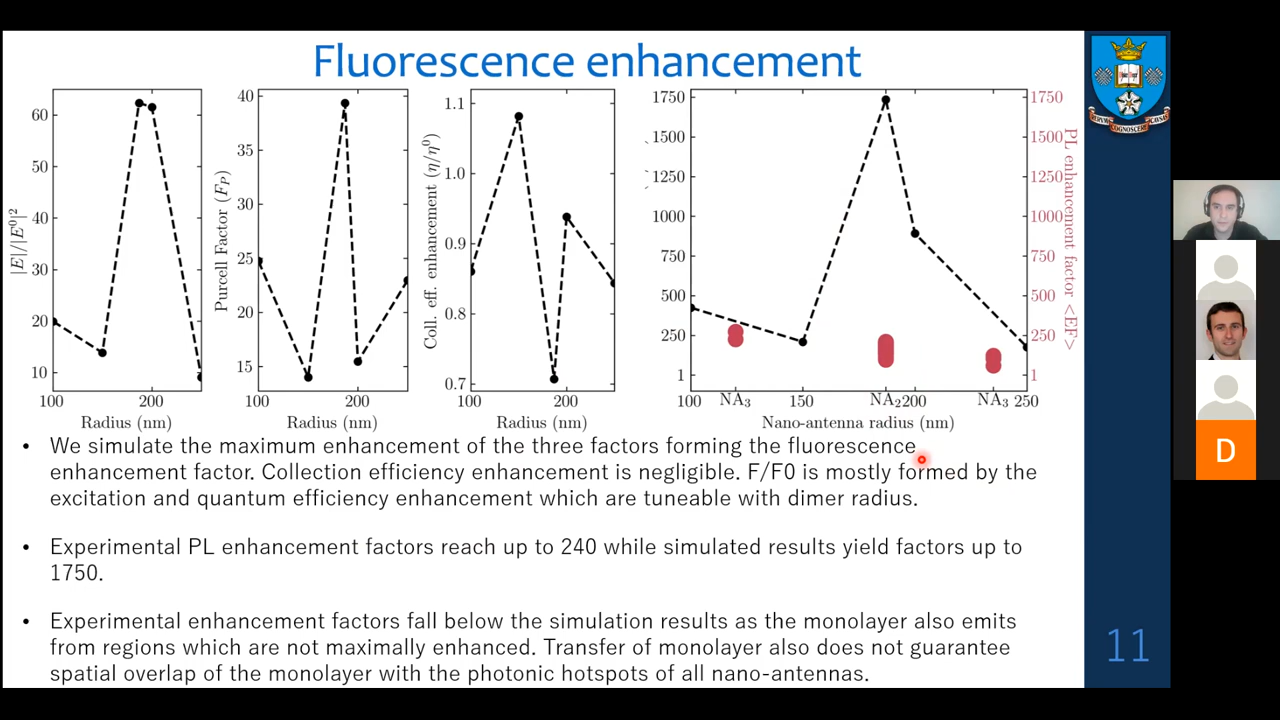 Fluorescence enhancement
|E|/|E⁰|²
60
50
40
30
20
10
100
200
Radius (nm)
Purcell Factor (F_P)
40
35
30
25
20
15
100
200
Radius (nm)
Coll. eff. enhancement (η/η⁰)
1.1
1.0
0.9
0.8
0.7
100
200
Radius (nm)
1750
1500
1250
1000
750
500
250
1
100
NA₃
150
NA₂
200
NA₃
250
Nano-antenna radius (nm)
1750
1500
1250
1000
750
500
250
1
PL enhancement factor <EF>
• We simulate the maximum enhancement of the three factors forming the fluorescence
enhancement factor. Collection efficiency enhancement is negligible. F/F0 is mostly formed by the
excitation and quantum efficiency enhancement which are tuneable with dimer radius.
• Experimental PL enhancement factors reach up to 240 while simulated results yield factors up to
1750.
• Experimental enhancement factors fall below the simulation results as the monolayer also emits
from regions which are not maximally enhanced. Transfer of monolayer also does not guarantee
spatial overlap of the monolayer with the photonic hotspots of all nano-antennas.
11
D